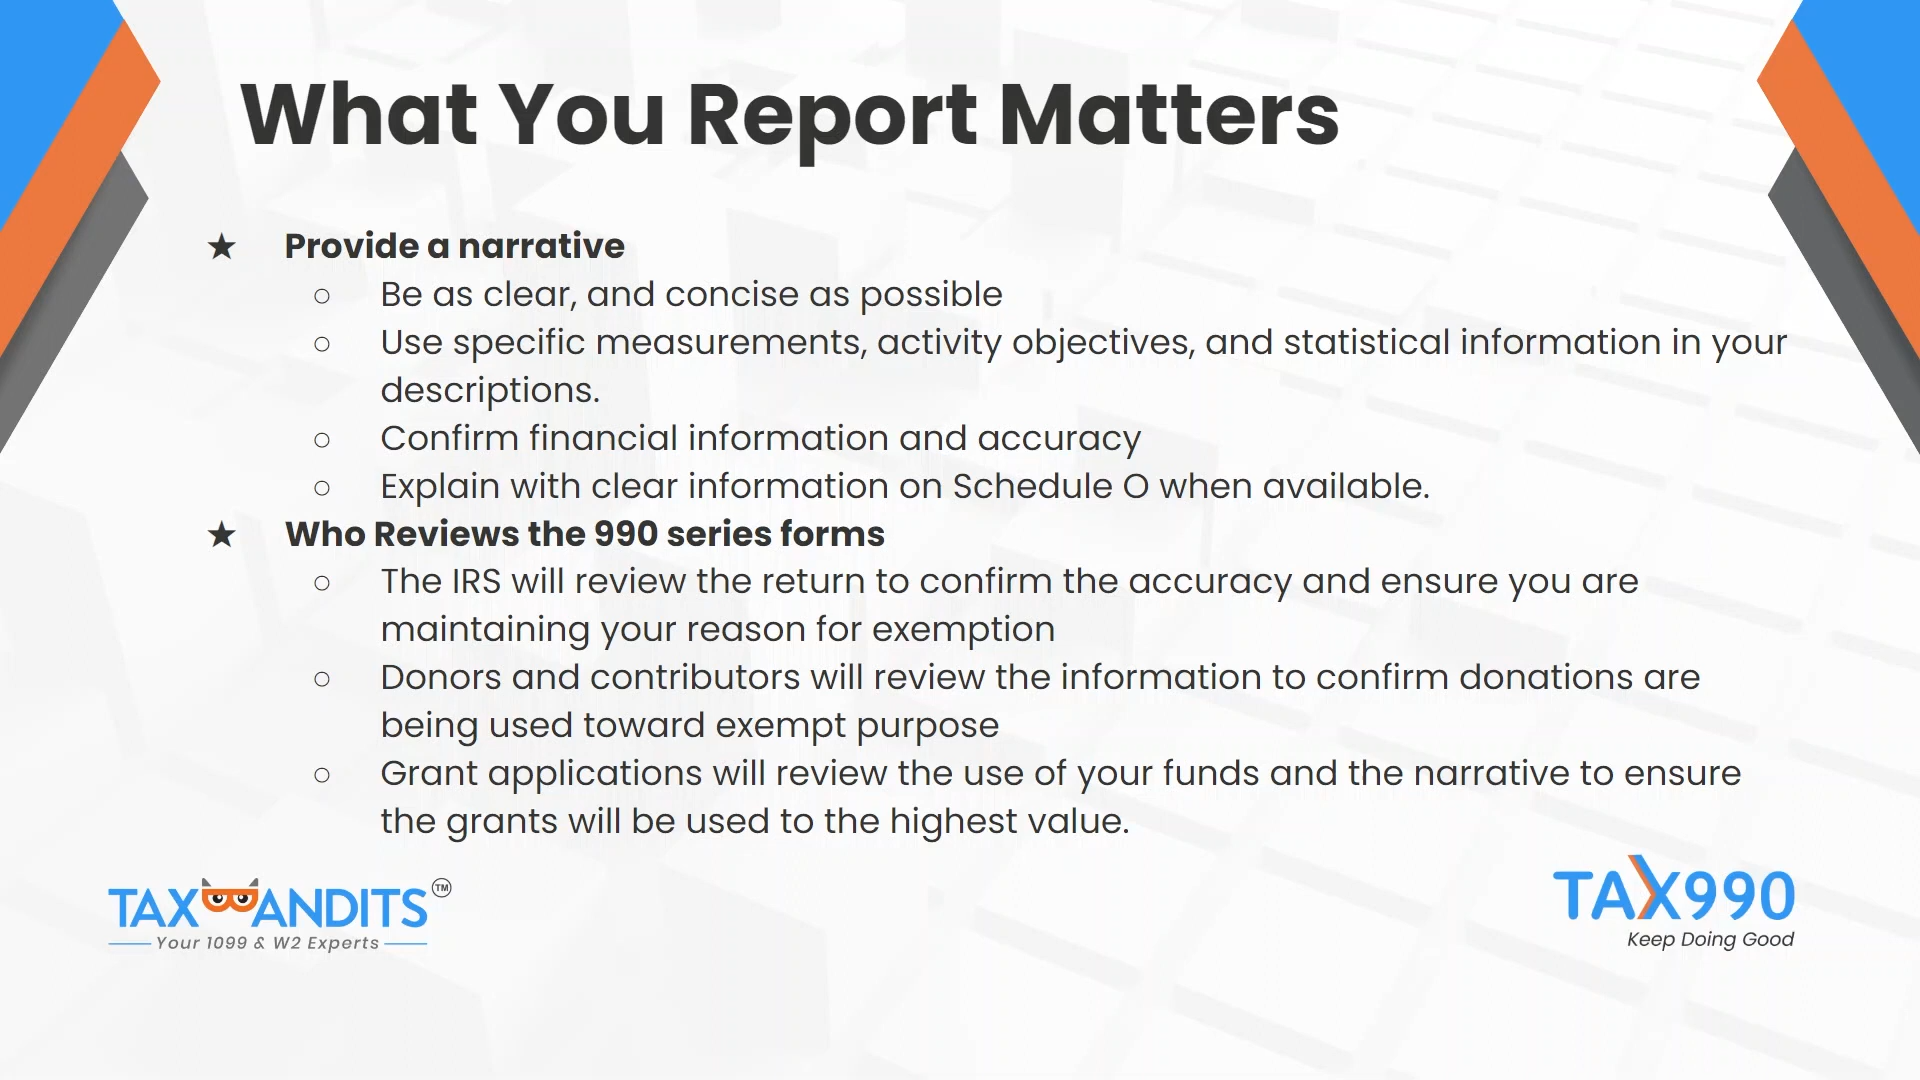 What You Report Matters
★ Provide a narrative
○ Be as clear, and concise as possible
○ Use specific measurements, activity objectives, and statistical information in your
descriptions.
○ Confirm financial information and accuracy
○ Explain with clear information on Schedule O when available.
★ Who Reviews the 990 series forms
○ The IRS will review the return to confirm the accuracy and ensure you are
maintaining your reason for exemption
○ Donors and contributors will review the information to confirm donations are
being used toward exempt purpose
○ Grant applications will review the use of your funds and the narrative to ensure
the grants will be used to the highest value.
TAXBANDITS TM
Your 1099 & W2 Experts
TAX990
Keep Doing Good